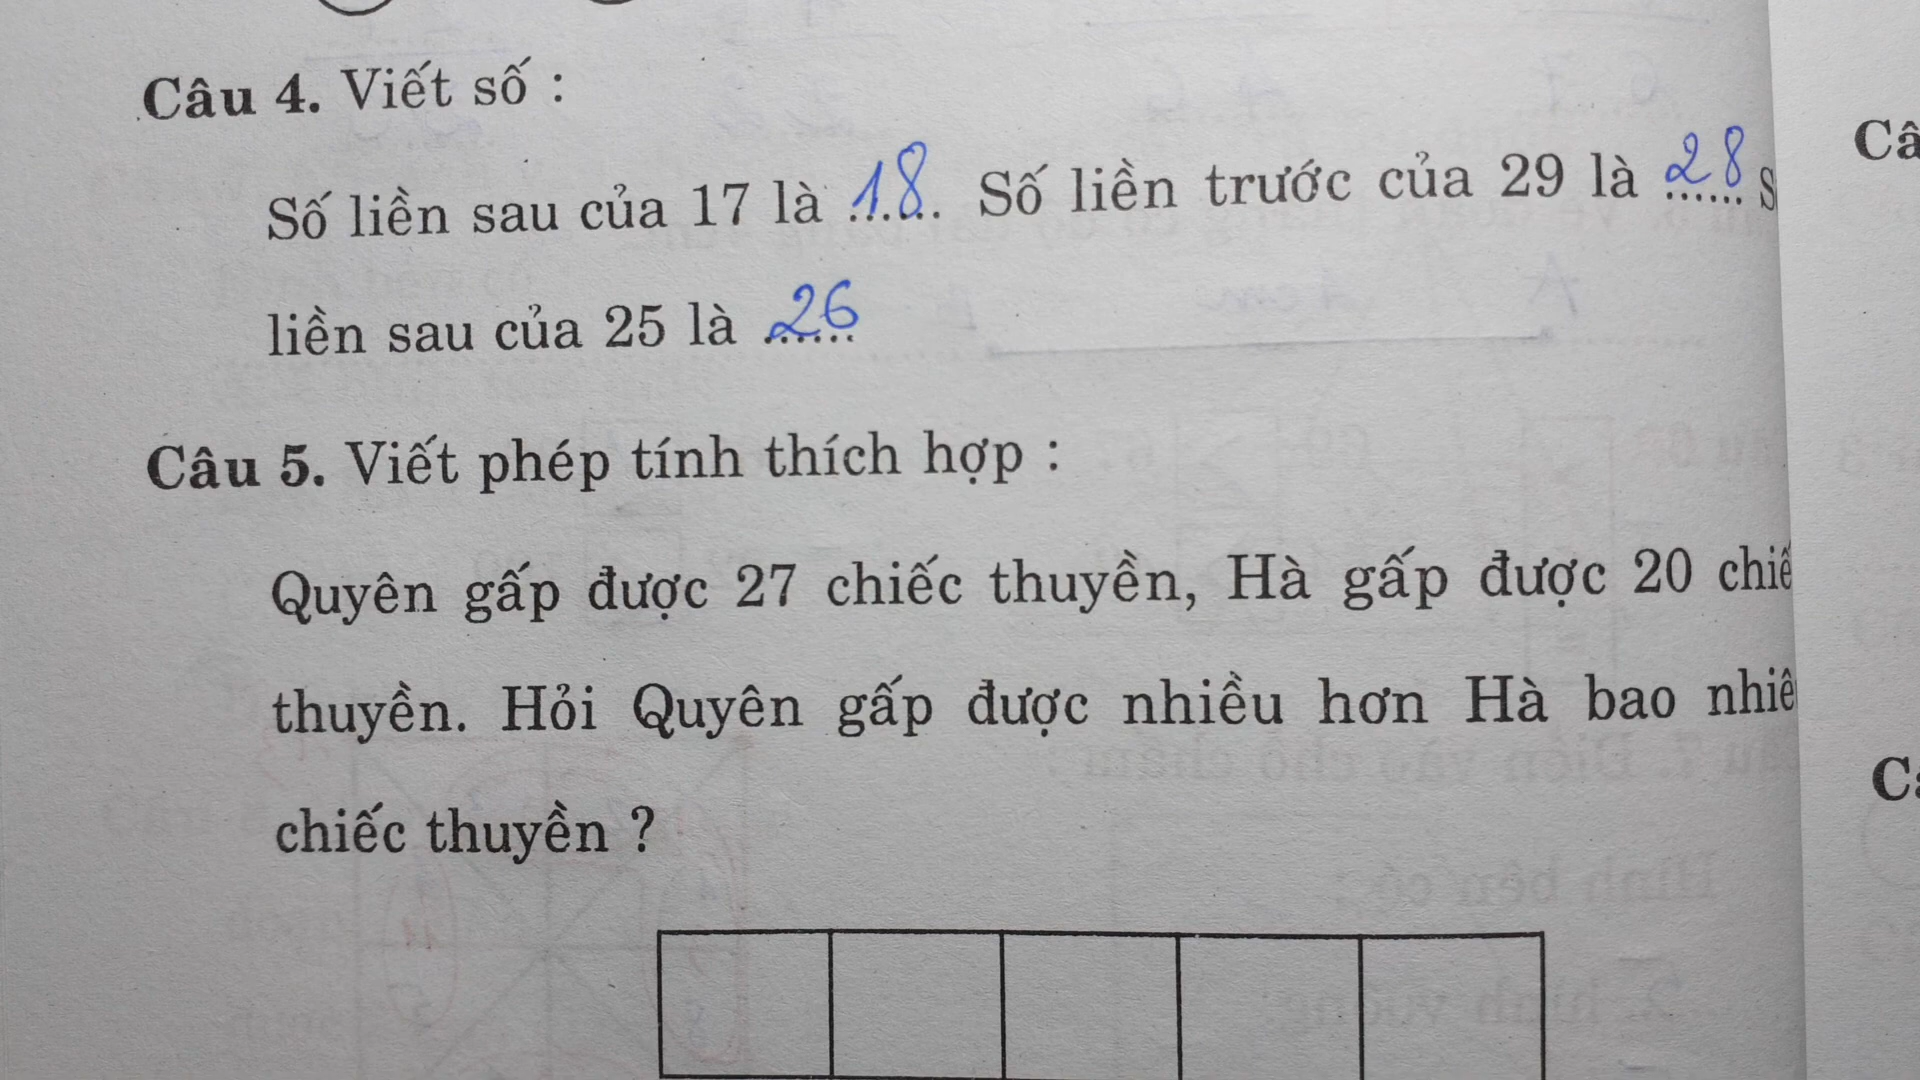 Câu 4. Viết số :
Số liền sau của 17 là 18. Số liền trước của 29 là 28
liền sau của 25 là 26
Câu 5. Viết phép tính thích hợp :
Quyên gấp được 27 chiếc thuyền, Hà gấp được 20
thuyền. Hỏi Quyên gấp được nhiều hơn Hà bao
chiếc thuyền ?